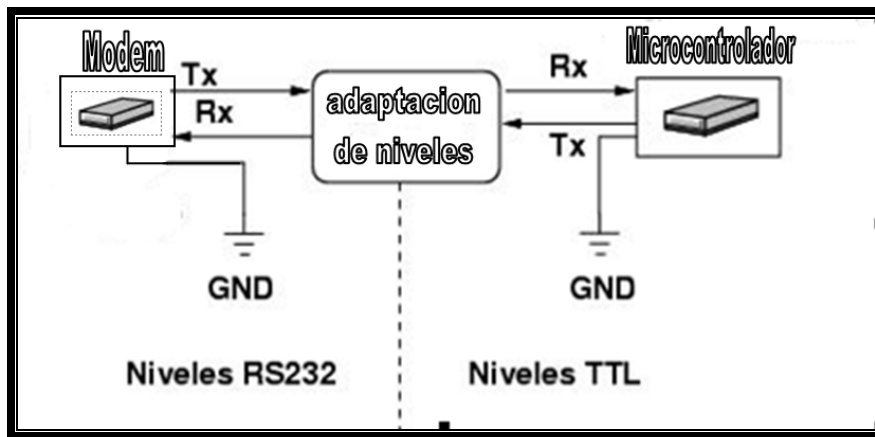 Modem
Microcontrolador
Tx
Rx
adaptacion
de niveles
Rx
Tx
GND
GND
Niveles RS232
Niveles TTL